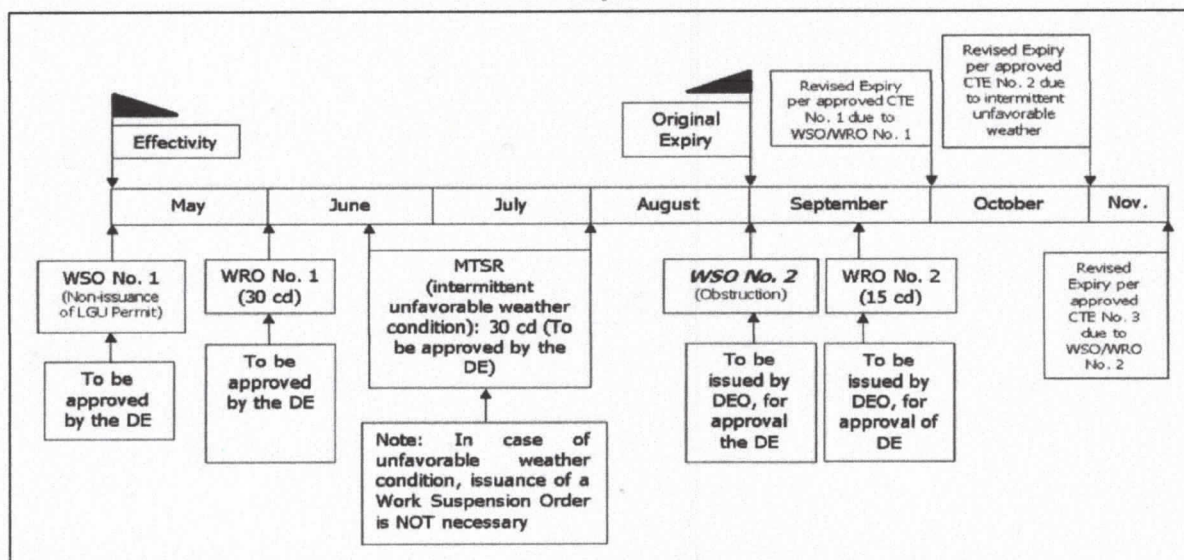 Effectivity
Original
Expiry
Revised Expiry
per approved CTE
No. 1 due to
WSO/WRO No. 1
Revised Expiry
per approved
CTE No. 2 due
to intermittent
unfavorable
weather
May
June
July
August
September
October
Nov.
WSO No. 1
(Non-issuance
of LGU Permit)
WRO No. 1
(30 cd)
MTSR
(intermittent
unfavorable weather
condition): 30 cd (To
be approved by the
DE)
WSO No. 2
(Obstruction)
WRO No. 2
(15 cd)
Revised
Expiry per
approved
CTE No. 3
due to
WSO/WRO
No. 2
To be
approved
by the DE
To be
approved
by the DE
Note: In case of
unfavorable weather
condition, issuance of a
Work Suspension Order
is NOT necessary
To be
issued by
DEO, for
approval
the DE
To be
issued by
DEO, for
approval of
DE